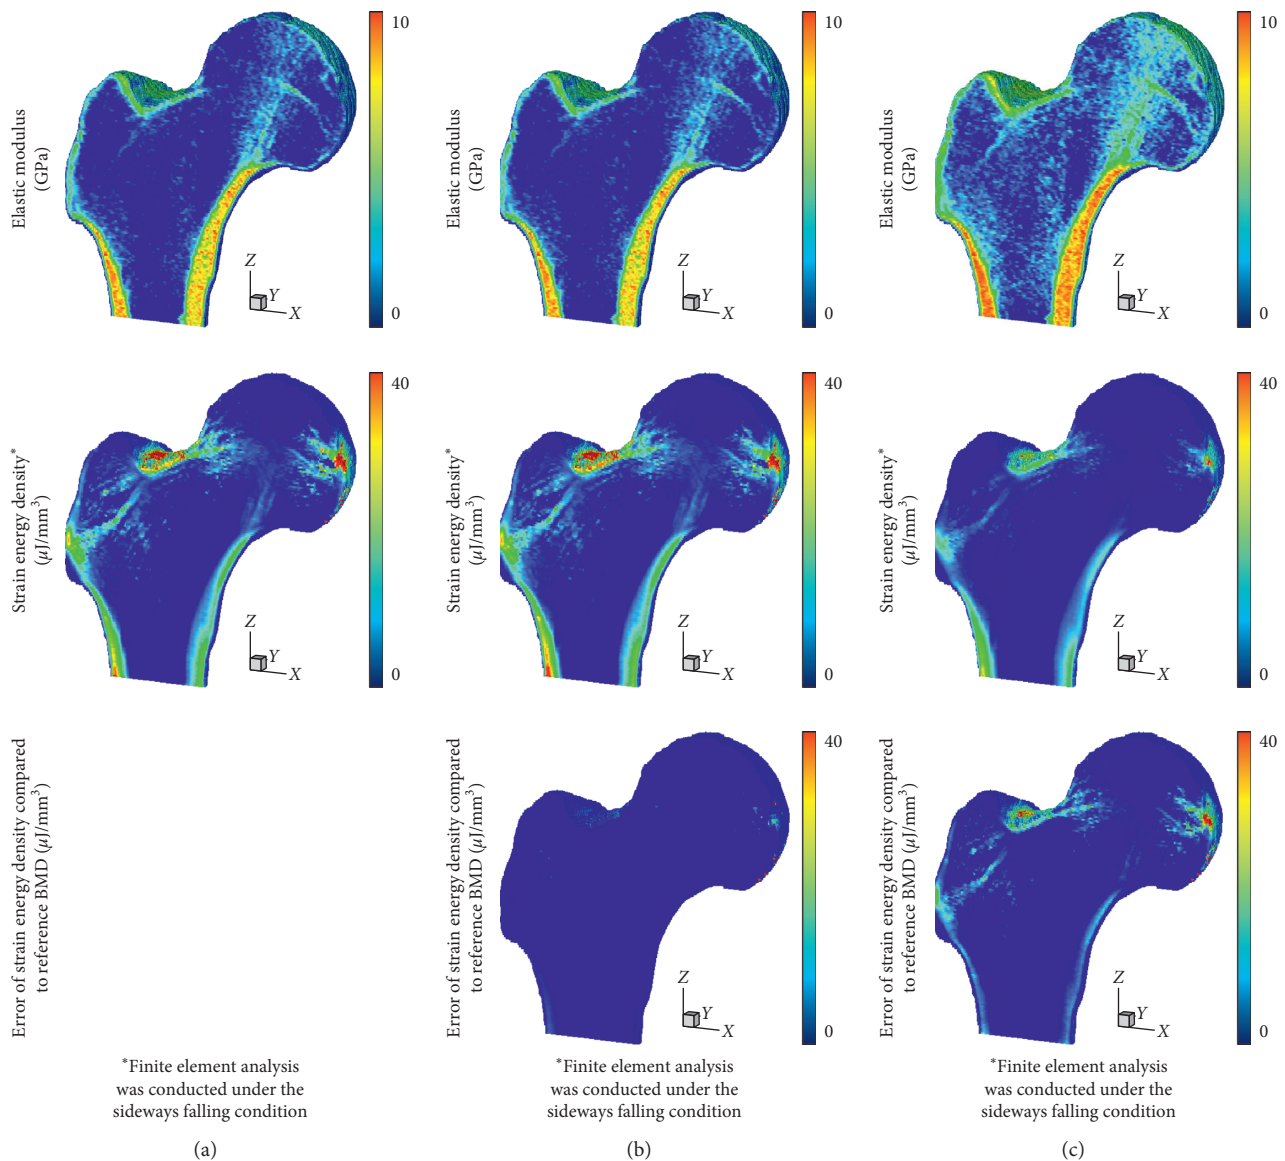 Elastic modulus
(GPa)
10
0
Z
Y
X
Elastic modulus
(GPa)
10
0
Z
Y
X
Elastic modulus
(GPa)
10
0
Z
Y
X
Strain energy density*
(μJ/mm³)
40
0
Z
Y
X
Strain energy density*
(μJ/mm³)
40
0
Z
Y
X
Strain energy density*
(μJ/mm³)
40
0
Z
Y
X
Error of strain energy density compared
to reference BMD (μJ/mm³)
Error of strain energy density compared
to reference BMD (μJ/mm³)
40
0
Z
Y
X
Error of strain energy density compared
to reference BMD (μJ/mm³)
40
0
Z
Y
X
*Finite element analysis
was conducted under the
sideways falling condition
(a)
*Finite element analysis
was conducted under the
sideways falling condition
(b)
*Finite element analysis
was conducted under the
sideways falling condition
(c)